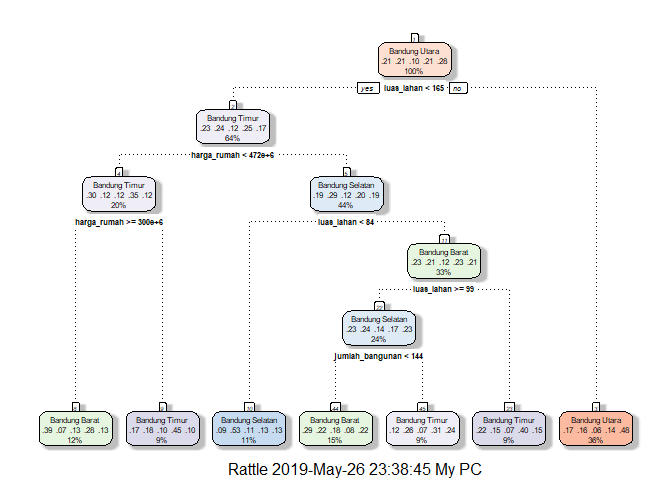 1
Bandung Utara
.21 .21 .10 .21 .28
100%
yes luas_lahan < 165 no
2
Bandung Timur
.23 .24 .12 .25 .17
64%
harga_rumah < 472e+6
4
Bandung Timur
.30 .12 .12 .35 .12
20%
5
Bandung Selatan
.19 .29 .12 .20 .19
44%
harga_rumah >= 300e+6
luas_lahan < 84
11
Bandung Barat
.23 .21 .12 .23 .21
33%
luas_lahan >= 99
22
Bandung Selatan
.23 .24 .14 .17 .23
24%
jumlah_bangunan < 144
8
Bandung Barat
.39 .07 .13 .28 .13
12%
9
Bandung Timur
.17 .18 .10 .45 .10
9%
10
Bandung Selatan
.09 .53 .11 .13 .13
11%
44
Bandung Barat
.29 .22 .18 .08 .22
15%
45
Bandung Timur
.12 .26 .07 .31 .24
9%
23
Bandung Timur
.22 .15 .07 .40 .15
9%
3
Bandung Utara
.17 .16 .06 .14 .48
36%
Rattle 2019-May-26 23:38:45 My PC